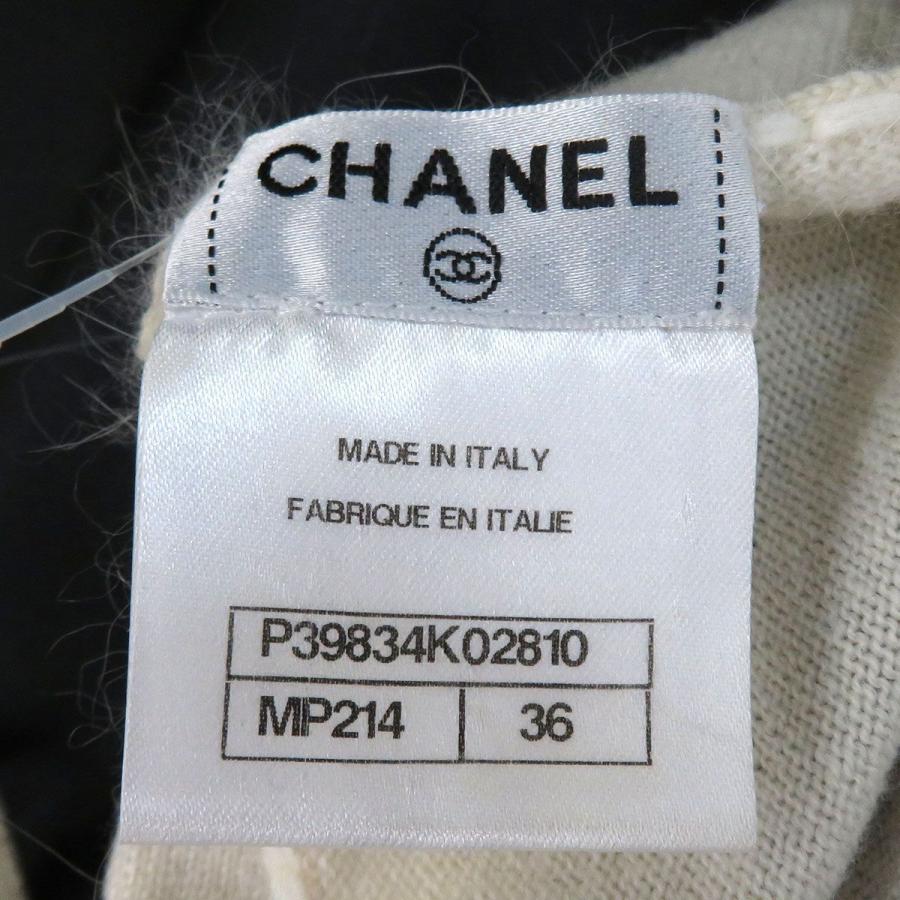 CHANEL
MADE IN ITALY
FABRIQUE EN ITALIE
P39834K02810
MP214 36